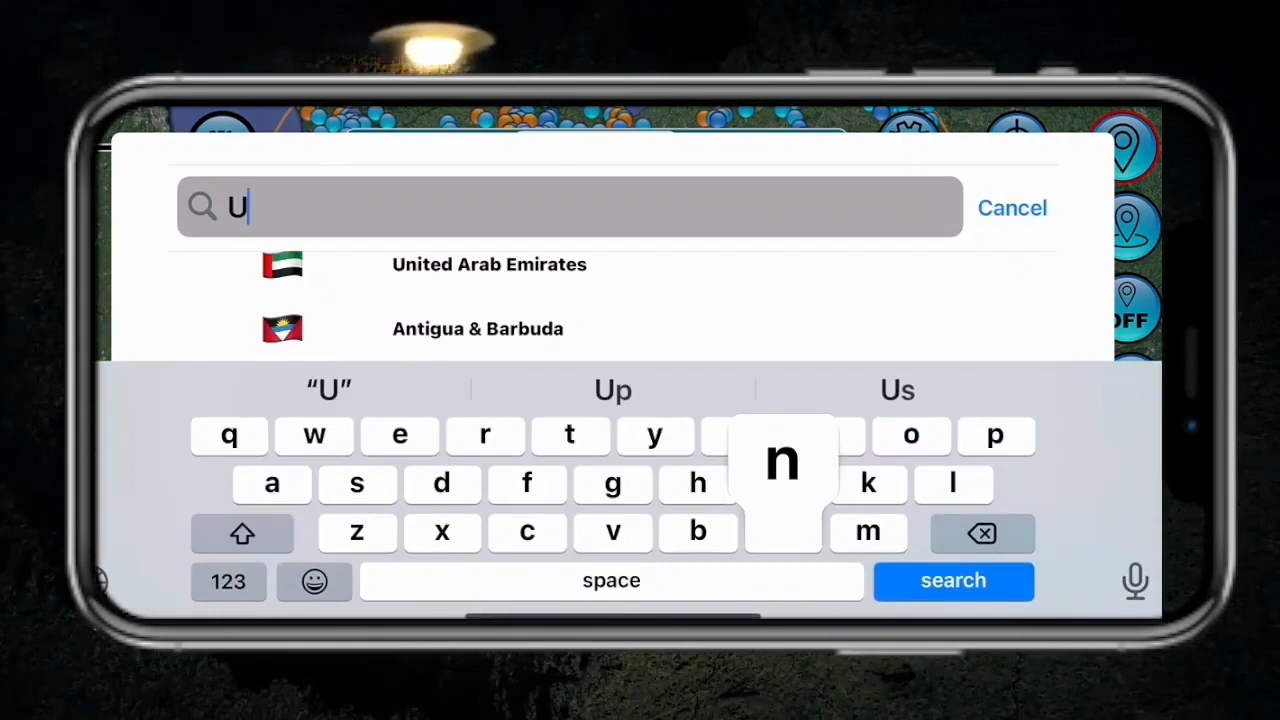 U
Cancel
United Arab Emirates
Antigua & Barbuda
“U” Up Us
q w e r t y o p
a s d f g h n k l
z x c v b m
123 space search
OFF